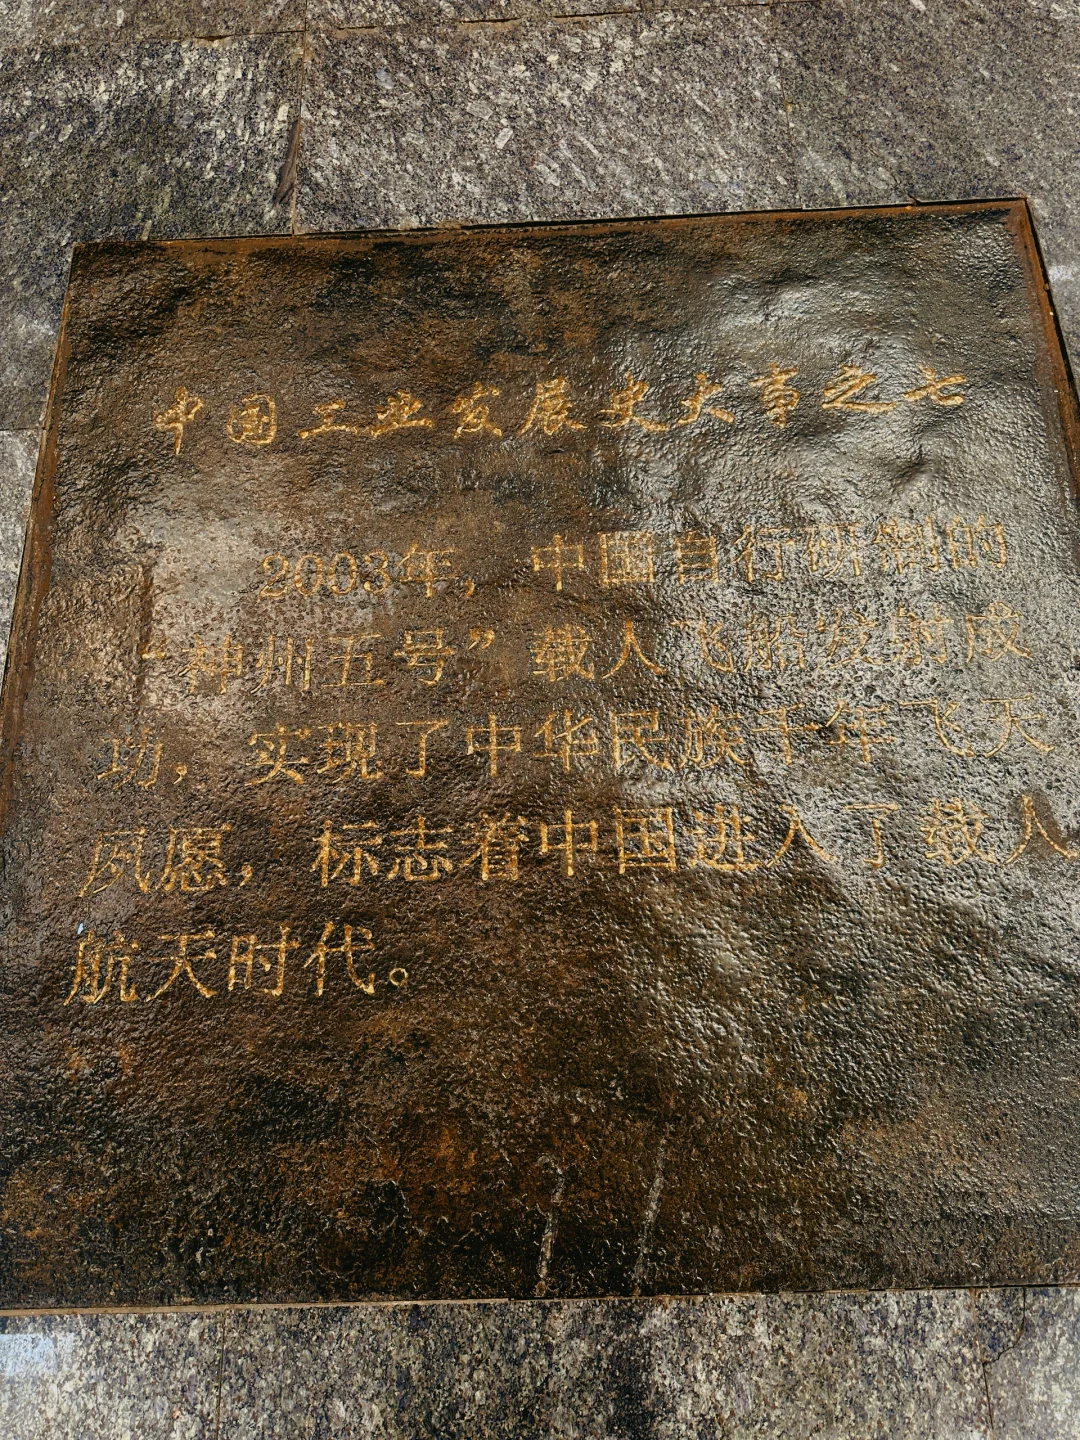 中国工业发展史大事之七
2003年，中国自行研制的
“神州五号”载人飞船发射成
功，实现了中华民族千年飞天
夙愿，标志着中国进入了载人
航天时代。